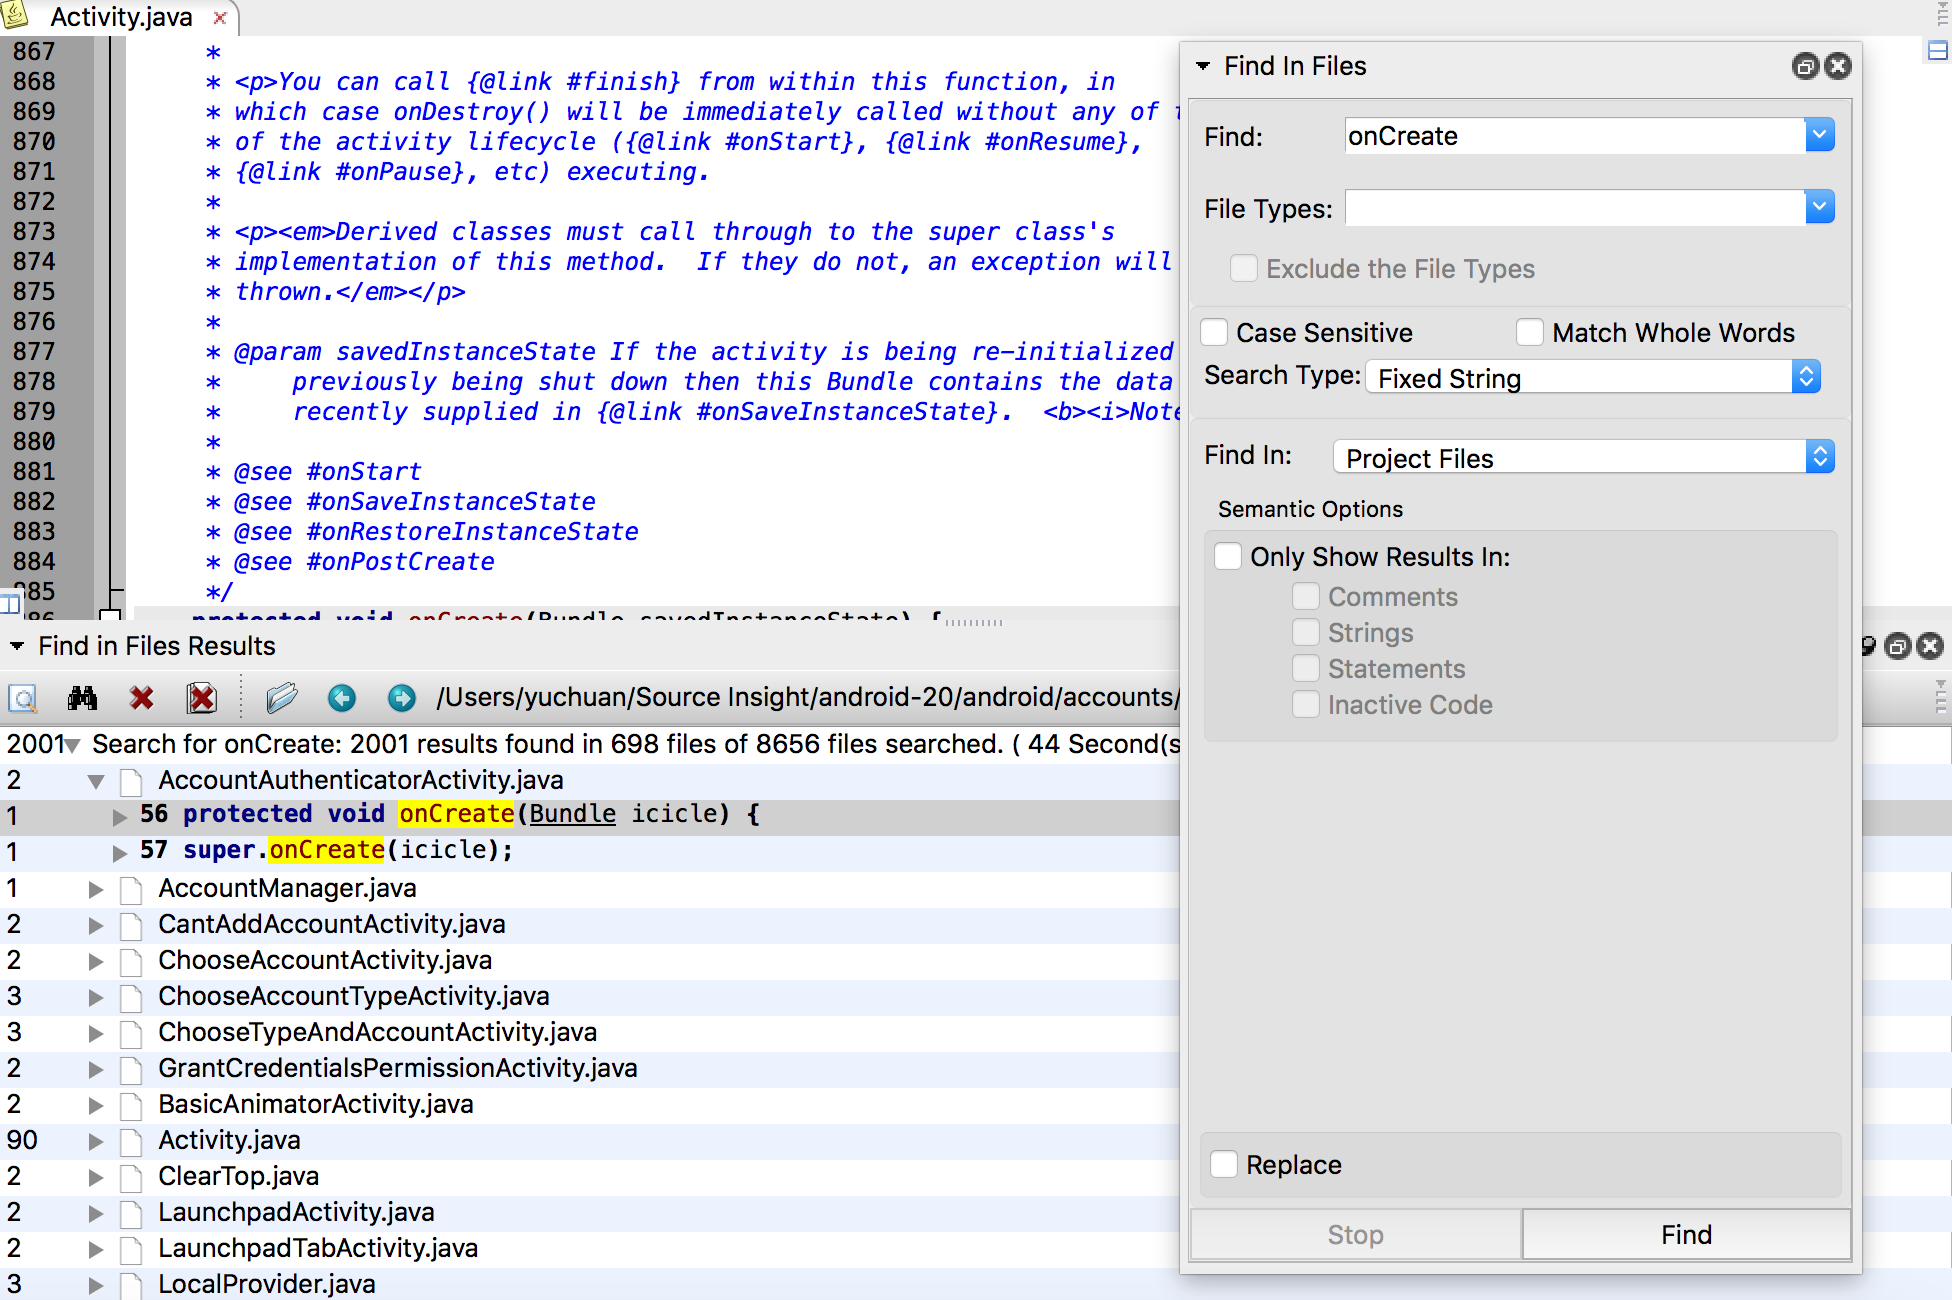 Activity.java
867 *
868 * <p>You can call {@link #finish} from within this function, in
869 * which case onDestroy() will be immediately called without any of
870 * of the activity lifecycle ({@link #onStart}, {@link #onResume},
871 * {@link #onPause}, etc) executing.
872 *
873 * <p><em>Derived classes must call through to the super class's
874 * implementation of this method.  If they do not, an exception will
875 * thrown.</em></p>
876 *
877 * @param savedInstanceState If the activity is being re-initialized
878 *     previously being shut down then this Bundle contains the data
879 *     recently supplied in {@link #onSaveInstanceState}.  <b><i>Note
880 *
881 * @see #onStart
882 * @see #onSaveInstanceState
883 * @see #onRestoreInstanceState
884 * @see #onPostCreate
885 */
protected void onCreate(Bundle savedInstanceState) {
Find in Files Results
/Users/yuchuan/Source Insight/android-20/android/accounts/
2001 Search for onCreate: 2001 results found in 698 files of 8656 files searched. ( 44 Second(s
2 AccountAuthenticatorActivity.java
1 56 protected void onCreate(Bundle icicle) {
1 57 super.onCreate(icicle);
1 AccountManager.java
2 CantAddAccountActivity.java
2 ChooseAccountActivity.java
3 ChooseAccountTypeActivity.java
3 ChooseTypeAndAccountActivity.java
2 GrantCredentialsPermissionActivity.java
2 BasicAnimatorActivity.java
90 Activity.java
2 ClearTop.java
2 LaunchpadActivity.java
2 LaunchpadTabActivity.java
3 LocalProvider.java
Find In Files
Find: onCreate
File Types:
Exclude the File Types
Case Sensitive Match Whole Words
Search Type: Fixed String
Find In: Project Files
Semantic Options
Only Show Results In:
Comments
Strings
Statements
Inactive Code
Replace
Stop Find